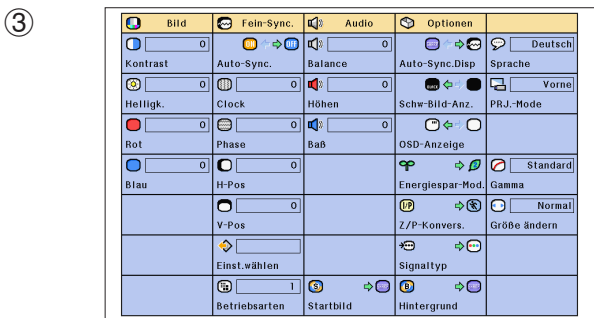 ③
Bild Fein-Sync. Audio Optionen
0 ON OFF 0 Deutsch
Kontrast Auto-Sync. Balance Auto-Sync.Disp Sprache
0 0 0 Vorne
Helligk. Clock Höhen Schw-Bild-Anz. PRJ.-Mode
0 0 0
Rot Phase Baß OSD-Anzeige
0 0 Standard
Blau H-Pos Energiespar-Mod. Gamma
0 I/P Normal
V-Pos Z/P-Konvers. Größe ändern
Einst.wählen Signaltyp
1 S B
Betriebsarten Startbild Hintergrund